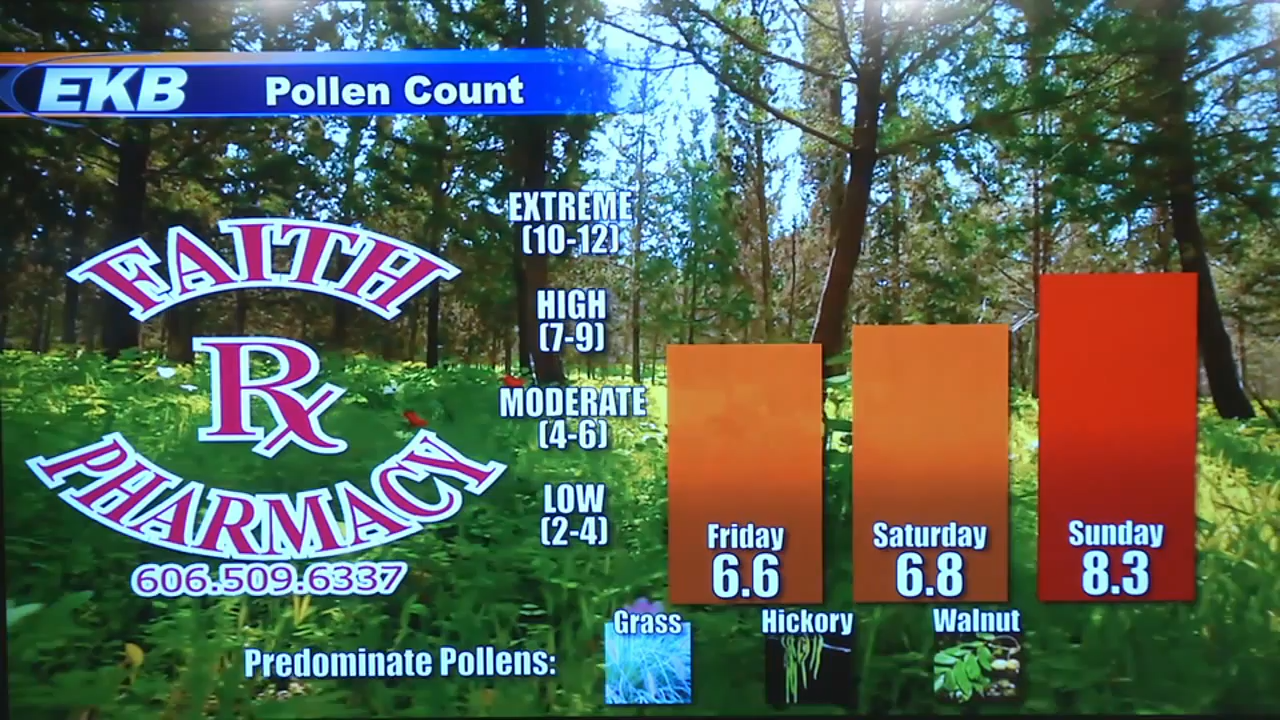 EKB Pollen Count
FAITH
Rx
PHARMACY
606.509.6337
EXTREME
(10-12)
HIGH
(7-9)
MODERATE
(4-6)
LOW
(2-4)
Friday
6.6
Saturday
6.8
Sunday
8.3
Predominate Pollens:
Grass
Hickory
Walnut